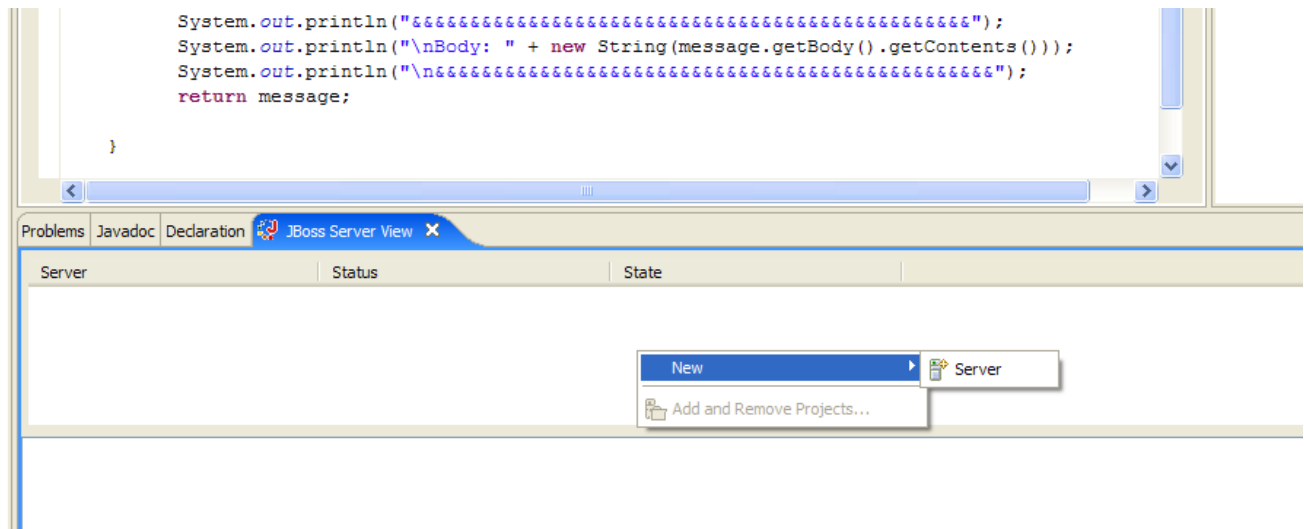 System.out.println("&&&&&&&&&&&&&&&&&&&&&&&&&&&&&&&&&&&&&&&&&&&&&&&&");
System.out.println("\nBody: " + new String(message.getBody().getContents()));
System.out.println("\n&&&&&&&&&&&&&&&&&&&&&&&&&&&&&&&&&&&&&&&&&&&&&&&&");
return message;
}
Problems Javadoc Declaration JBoss Server View
Server Status State
New Server
Add and Remove Projects...